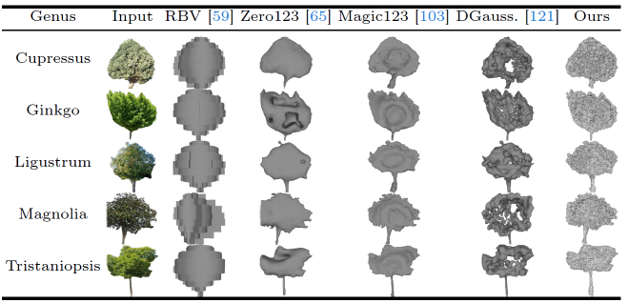 Genus Input RBV [59] Zero123 [65] Magic123 [103] DGauss. [121] Ours
Cupressus
Ginkgo
Ligustrum
Magnolia
Tristaniopsis